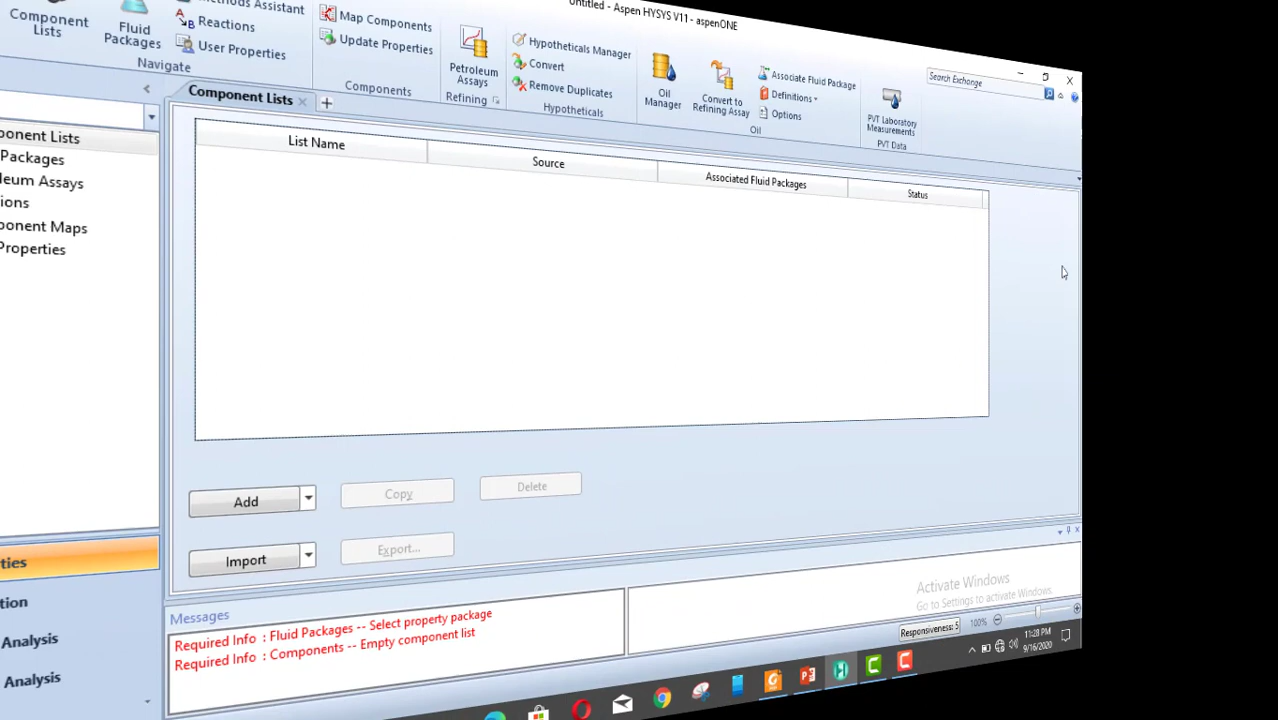 Untitled - Aspen HYSYS V11 - aspenONE
Component
Lists
Fluid
Packages
Methods Assistant
Reactions
User Properties
Navigate
Map Components
Update Properties
Components
Petroleum
Assays
Refining
Hypotheticals Manager
Convert
Remove Duplicates
Hypotheticals
Oil
Manager
Convert to
Refining Assay
Associate Fluid Package
Definitions
Options
Oil
PVT Laboratory
Measurements
PVT Data
Search Exchange
Component Lists
ponent Lists
Packages
leum Assays
ions
ponent Maps
Properties
List Name
Source
Associated Fluid Packages
Status
Add
Copy
Delete
Import
Export...
ties
tion
Analysis
Analysis
Messages
Required Info : Fluid Packages -- Select property package
Required Info : Components -- Empty component list
Activate Windows
Go to Settings to activate Windows.
Responsiveness: 5
100%
11:28 PM
9/16/2020